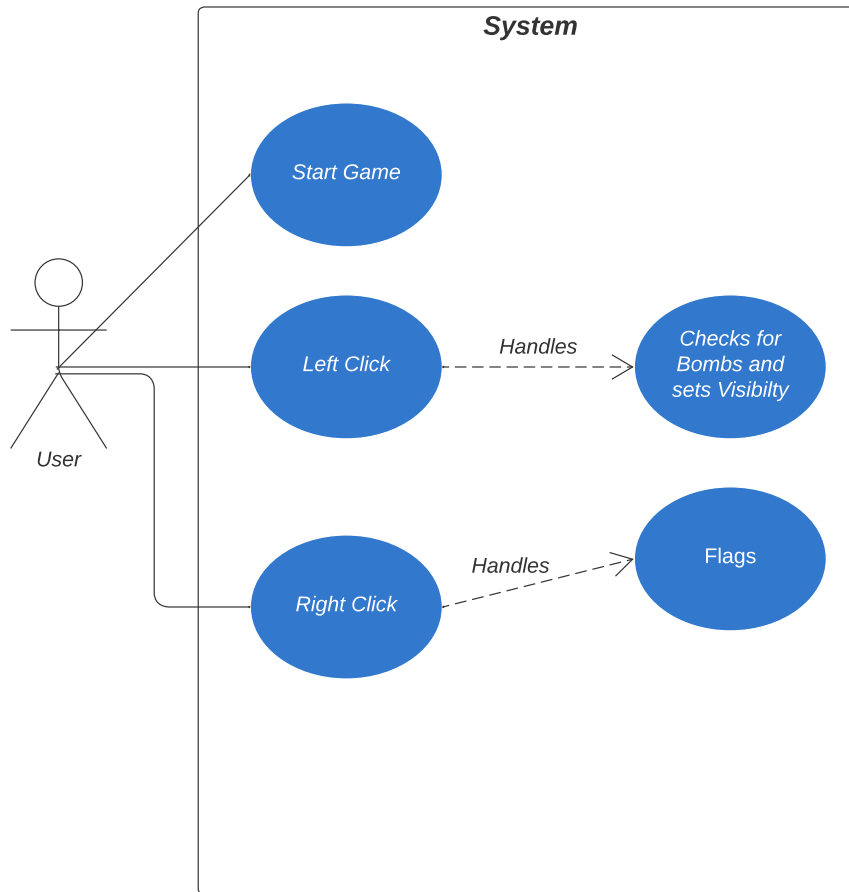 System
Start Game
Left Click
Handles
Checks for
Bombs and
sets Visibilty
User
Right Click
Handles
Flags